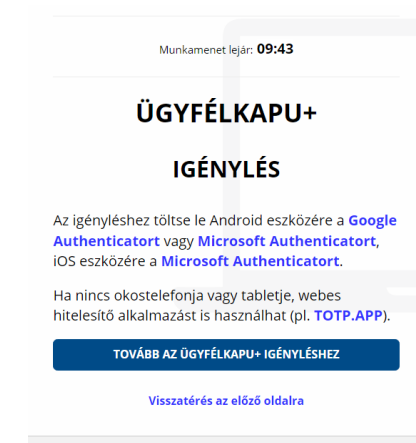 Munkamenet lejár: 09:43
ÜGYFÉLKAPU+
IGÉNYLÉS
Az igényléshez töltse le Android eszközére a Google
Authenticatort vagy Microsoft Authenticatort,
iOS eszközére a Microsoft Authenticatort.
Ha nincs okostelefonja vagy tabletje, webes
hitelesítő alkalmazást is használhat (pl. TOTP.APP).
TOVÁBB AZ ÜGYFÉLKAPU+ IGÉNYLÉSHEZ
Visszatérés az előző oldalra